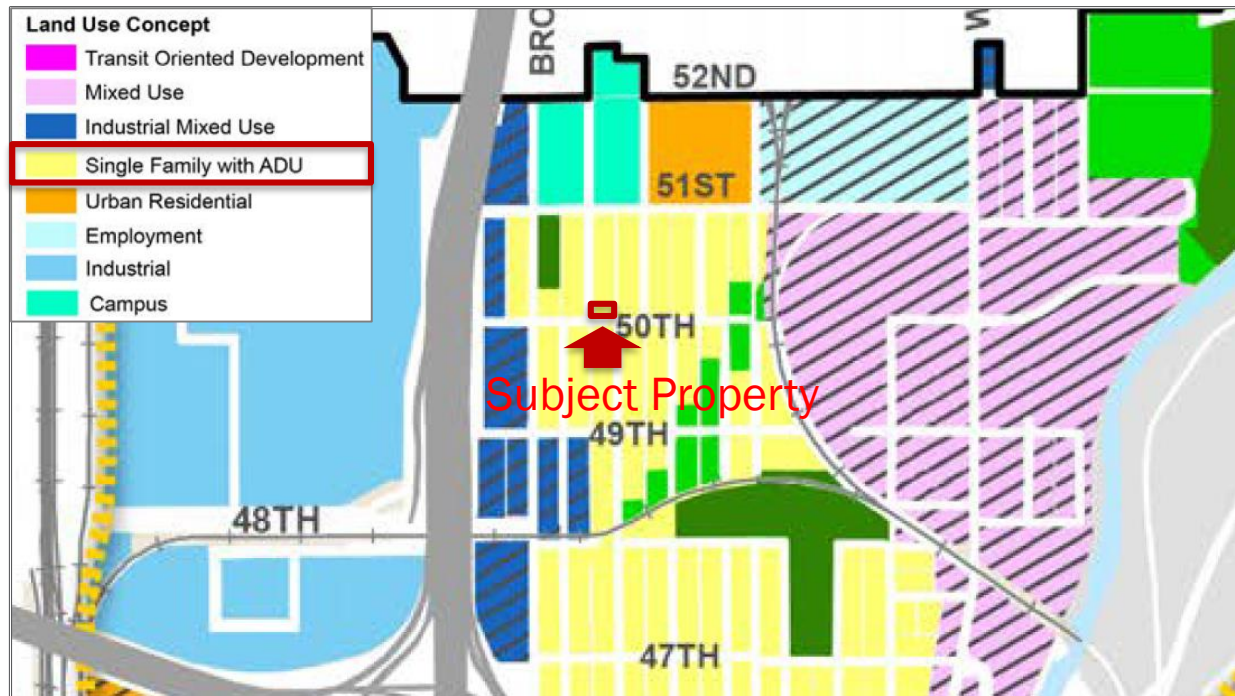 Land Use Concept
Transit Oriented Development
Mixed Use
Industrial Mixed Use
Single Family with ADU
Urban Residential
Employment
Industrial
Campus
BRO
W
52ND
51ST
50TH
Subject Property
49TH
48TH
47TH